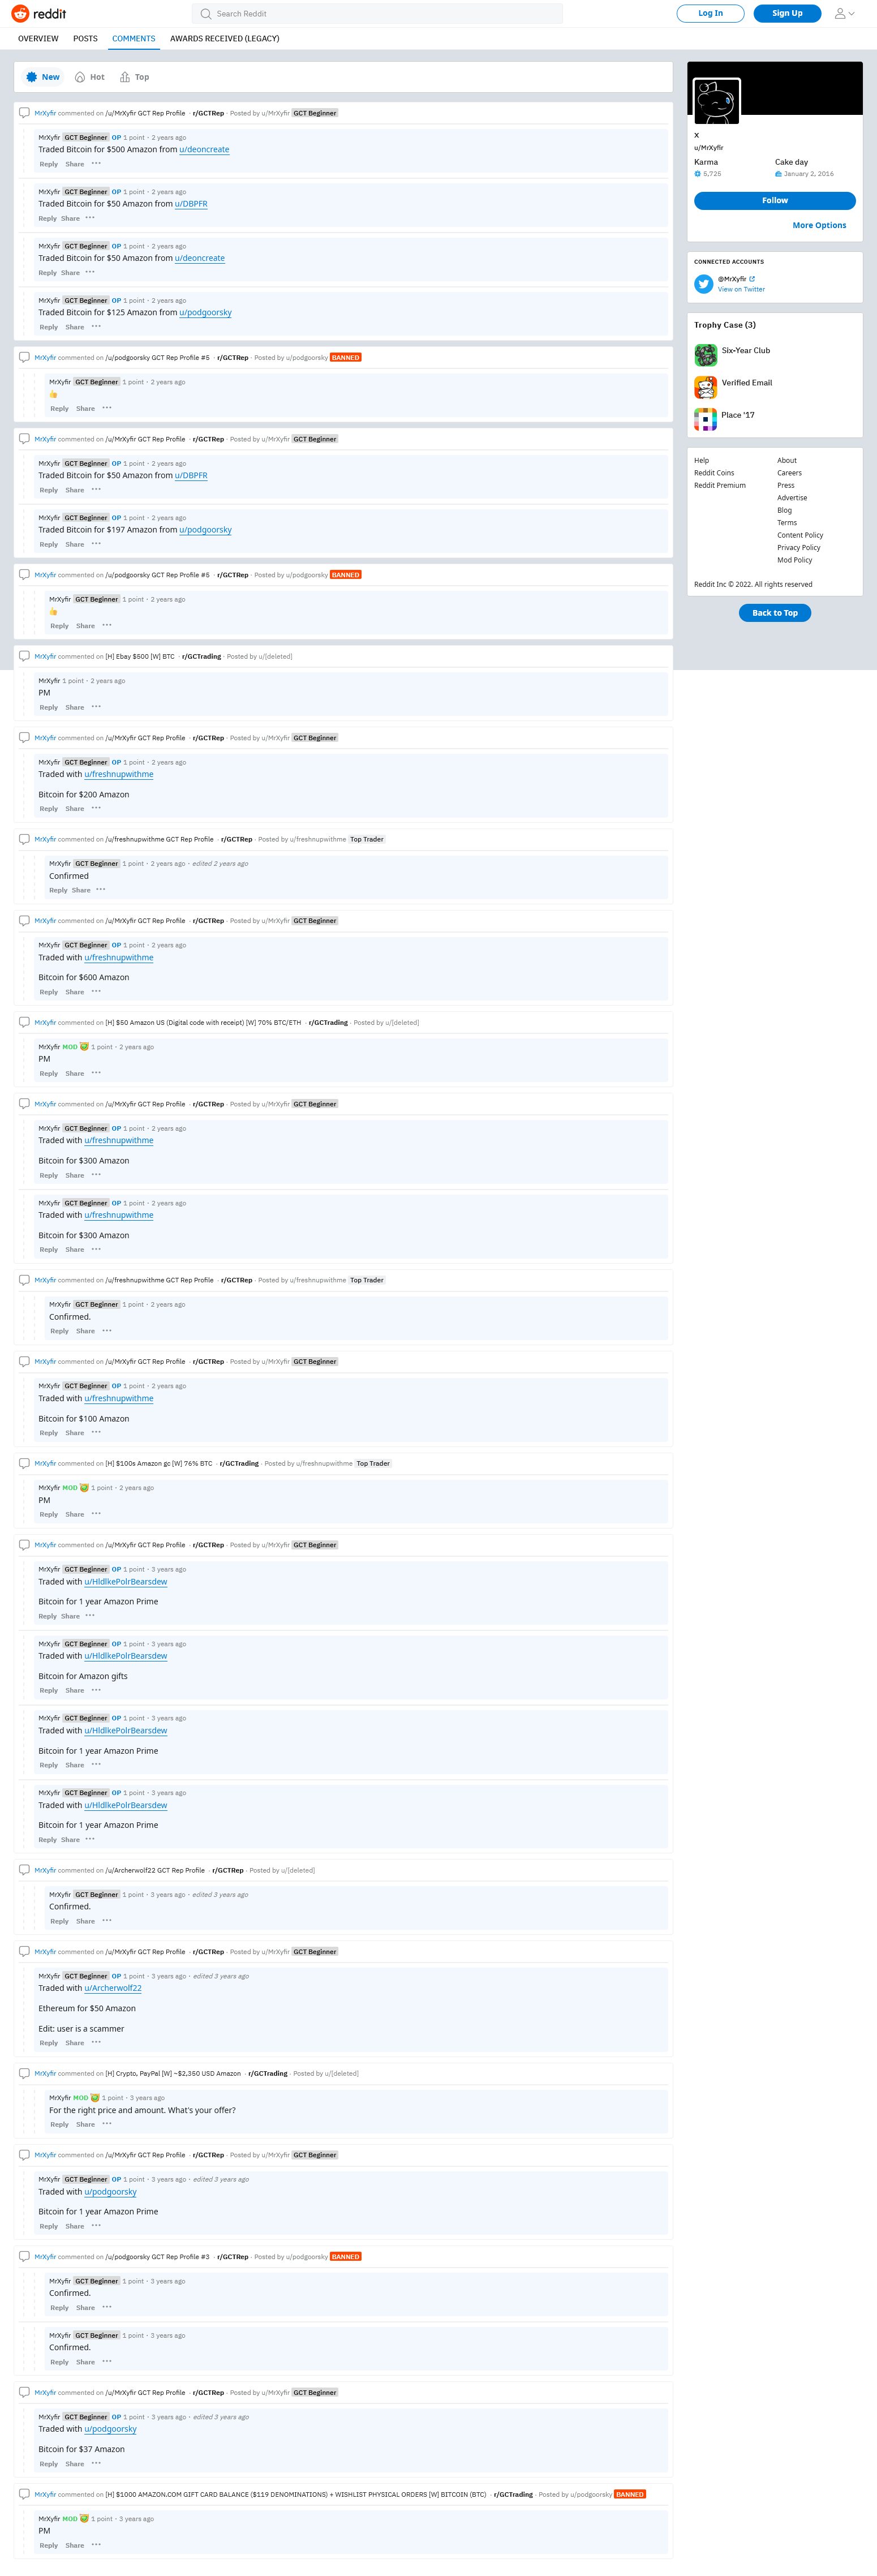 reddit
Search Reddit
Log In
Sign Up
OVERVIEW POSTS COMMENTS AWARDS RECEIVED (LEGACY)
New Hot Top
MrXyfir commented on /u/MrXyfir GCT Rep Profile · r/GCTRep · Posted by u/MrXyfir GCT Beginner
MrXyfir GCT Beginner OP 1 point · 2 years ago
Traded Bitcoin for $500 Amazon from u/deoncreate
Reply Share ···
MrXyfir GCT Beginner OP 1 point · 2 years ago
Traded Bitcoin for $50 Amazon from u/DBPFR
Reply Share ···
MrXyfir GCT Beginner OP 1 point · 2 years ago
Traded Bitcoin for $50 Amazon from u/deoncreate
Reply Share ···
MrXyfir GCT Beginner OP 1 point · 2 years ago
Traded Bitcoin for $125 Amazon from u/podgoorsky
Reply Share ···
MrXyfir commented on /u/podgoorsky GCT Rep Profile #5 · r/GCTRep · Posted by u/podgoorsky BANNED
MrXyfir GCT Beginner 1 point · 2 years ago
👍
Reply Share ···
MrXyfir commented on /u/MrXyfir GCT Rep Profile · r/GCTRep · Posted by u/MrXyfir GCT Beginner
MrXyfir GCT Beginner OP 1 point · 2 years ago
Traded Bitcoin for $50 Amazon from u/DBPFR
Reply Share ···
MrXyfir GCT Beginner OP 1 point · 2 years ago
Traded Bitcoin for $197 Amazon from u/podgoorsky
Reply Share ···
MrXyfir commented on /u/podgoorsky GCT Rep Profile #5 · r/GCTRep · Posted by u/podgoorsky BANNED
MrXyfir GCT Beginner 1 point · 2 years ago
👍
Reply Share ···
MrXyfir commented on [H] Ebay $500 [W] BTC · r/GCTrading · Posted by u/[deleted]
MrXyfir 1 point · 2 years ago
PM
Reply Share ···
MrXyfir commented on /u/MrXyfir GCT Rep Profile · r/GCTRep · Posted by u/MrXyfir GCT Beginner
MrXyfir GCT Beginner OP 1 point · 2 years ago
Traded with u/freshnupwithme
Bitcoin for $200 Amazon
Reply Share ···
MrXyfir commented on /u/freshnupwithme GCT Rep Profile · r/GCTRep · Posted by u/freshnupwithme Top Trader
MrXyfir GCT Beginner 1 point · 2 years ago · edited 2 years ago
Confirmed
Reply Share ···
MrXyfir commented on /u/MrXyfir GCT Rep Profile · r/GCTRep · Posted by u/MrXyfir GCT Beginner
MrXyfir GCT Beginner OP 1 point · 2 years ago
Traded with u/freshnupwithme
Bitcoin for $600 Amazon
Reply Share ···
MrXyfir commented on [H] $50 Amazon US (Digital code with receipt) [W] 70% BTC/ETH · r/GCTrading · Posted by u/[deleted]
MrXyfir MOD 1 point · 2 years ago
PM
Reply Share ···
MrXyfir commented on /u/MrXyfir GCT Rep Profile · r/GCTRep · Posted by u/MrXyfir GCT Beginner
MrXyfir GCT Beginner OP 1 point · 2 years ago
Traded with u/freshnupwithme
Bitcoin for $300 Amazon
Reply Share ···
MrXyfir GCT Beginner OP 1 point · 2 years ago
Traded with u/freshnupwithme
Bitcoin for $300 Amazon
Reply Share ···
MrXyfir commented on /u/freshnupwithme GCT Rep Profile · r/GCTRep · Posted by u/freshnupwithme Top Trader
MrXyfir GCT Beginner 1 point · 2 years ago
Confirmed.
Reply Share ···
MrXyfir commented on /u/MrXyfir GCT Rep Profile · r/GCTRep · Posted by u/MrXyfir GCT Beginner
MrXyfir GCT Beginner OP 1 point · 2 years ago
Traded with u/freshnupwithme
Bitcoin for $100 Amazon
Reply Share ···
MrXyfir commented on [H] $100s Amazon gc [W] 76% BTC · r/GCTrading · Posted by u/freshnupwithme Top Trader
MrXyfir MOD 1 point · 2 years ago
PM
Reply Share ···
MrXyfir commented on /u/MrXyfir GCT Rep Profile · r/GCTRep · Posted by u/MrXyfir GCT Beginner
MrXyfir GCT Beginner OP 1 point · 3 years ago
Traded with u/HldlkePolrBearsdew
Bitcoin for 1 year Amazon Prime
Reply Share ···
MrXyfir GCT Beginner OP 1 point · 3 years ago
Traded with u/HldlkePolrBearsdew
Bitcoin for Amazon gifts
Reply Share ···
MrXyfir GCT Beginner OP 1 point · 3 years ago
Traded with u/HldlkePolrBearsdew
Bitcoin for 1 year Amazon Prime
Reply Share ···
MrXyfir GCT Beginner OP 1 point · 3 years ago
Traded with u/HldlkePolrBearsdew
Bitcoin for 1 year Amazon Prime
Reply Share ···
MrXyfir commented on /u/Archerwolf22 GCT Rep Profile · r/GCTRep · Posted by u/[deleted]
MrXyfir GCT Beginner 1 point · 3 years ago · edited 3 years ago
Confirmed.
Reply Share ···
MrXyfir commented on /u/MrXyfir GCT Rep Profile · r/GCTRep · Posted by u/MrXyfir GCT Beginner
MrXyfir GCT Beginner OP 1 point · 3 years ago · edited 3 years ago
Traded with u/Archerwolf22
Ethereum for $50 Amazon
Edit: user is a scammer
Reply Share ···
MrXyfir commented on [H] Crypto, PayPal [W] ~$2,350 USD Amazon · r/GCTrading · Posted by u/[deleted]
MrXyfir MOD 1 point · 3 years ago
For the right price and amount. What's your offer?
Reply Share ···
MrXyfir commented on /u/MrXyfir GCT Rep Profile · r/GCTRep · Posted by u/MrXyfir GCT Beginner
MrXyfir GCT Beginner OP 1 point · 3 years ago · edited 3 years ago
Traded with u/podgoorsky
Bitcoin for 1 year Amazon Prime
Reply Share ···
MrXyfir commented on /u/podgoorsky GCT Rep Profile #3 · r/GCTRep · Posted by u/podgoorsky BANNED
MrXyfir GCT Beginner 1 point · 3 years ago
Confirmed.
Reply Share ···
MrXyfir GCT Beginner 1 point · 3 years ago
Confirmed.
Reply Share ···
MrXyfir commented on /u/MrXyfir GCT Rep Profile · r/GCTRep · Posted by u/MrXyfir GCT Beginner
MrXyfir GCT Beginner OP 1 point · 3 years ago · edited 3 years ago
Traded with u/podgoorsky
Bitcoin for $37 Amazon
Reply Share ···
MrXyfir commented on [H] $1000 AMAZON.COM GIFT CARD BALANCE ($119 DENOMINATIONS) + WISHLIST PHYSICAL ORDERS [W] BITCOIN (BTC) · r/GCTrading · Posted by u/podgoorsky BANNED
MrXyfir MOD 1 point · 3 years ago
PM
Reply Share ···
x
u/MrXyfir
Karma Cake day
5,725 January 2, 2016
Follow
More Options
CONNECTED ACCOUNTS
@MrXyfir
View on Twitter
Trophy Case (3)
Six-Year Club
Verified Email
Place '17
Help About
Reddit Coins Careers
Reddit Premium Press
Advertise
Blog
Terms
Content Policy
Privacy Policy
Mod Policy
Reddit Inc © 2022. All rights reserved
Back to Top